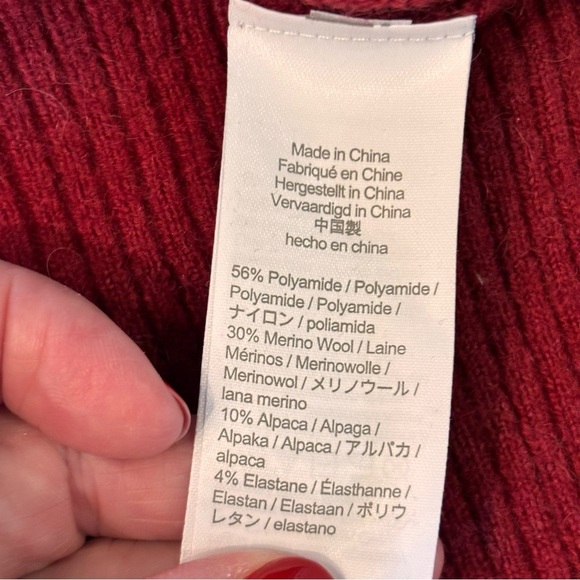 Made in China
Fabriqué en Chine
Hergestellt in China
Vervaardigd in China
中国製
hecho en china
56% Polyamide / Polyamide /
Polyamide / Polyamide /
ナイロン / poliamida
30% Merino Wool / Laine
Mérinos / Merinowolle /
Merinowol / メリノウール /
lana merino
10% Alpaca / Alpaga /
Alpaka / Alpaca / アルパカ /
alpaca
4% Elastane / Élasthanne /
Elastan / Elastaan / ポリウ
レタン / elastano